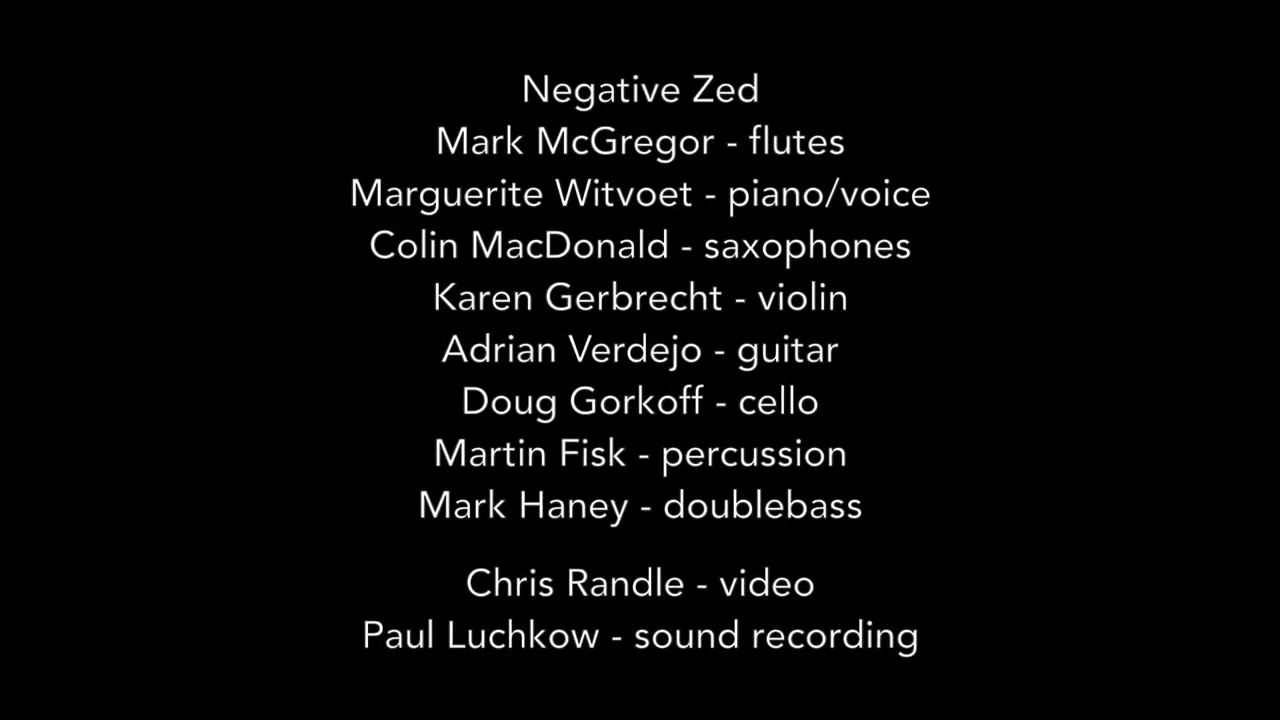 Negative Zed
Mark McGregor - flutes
Marguerite Witvoet - piano/voice
Colin MacDonald - saxophones
Karen Gerbrecht - violin
Adrian Verdejo - guitar
Doug Gorkoff - cello
Martin Fisk - percussion
Mark Haney - doublebass
Chris Randle - video
Paul Luchkow - sound recording